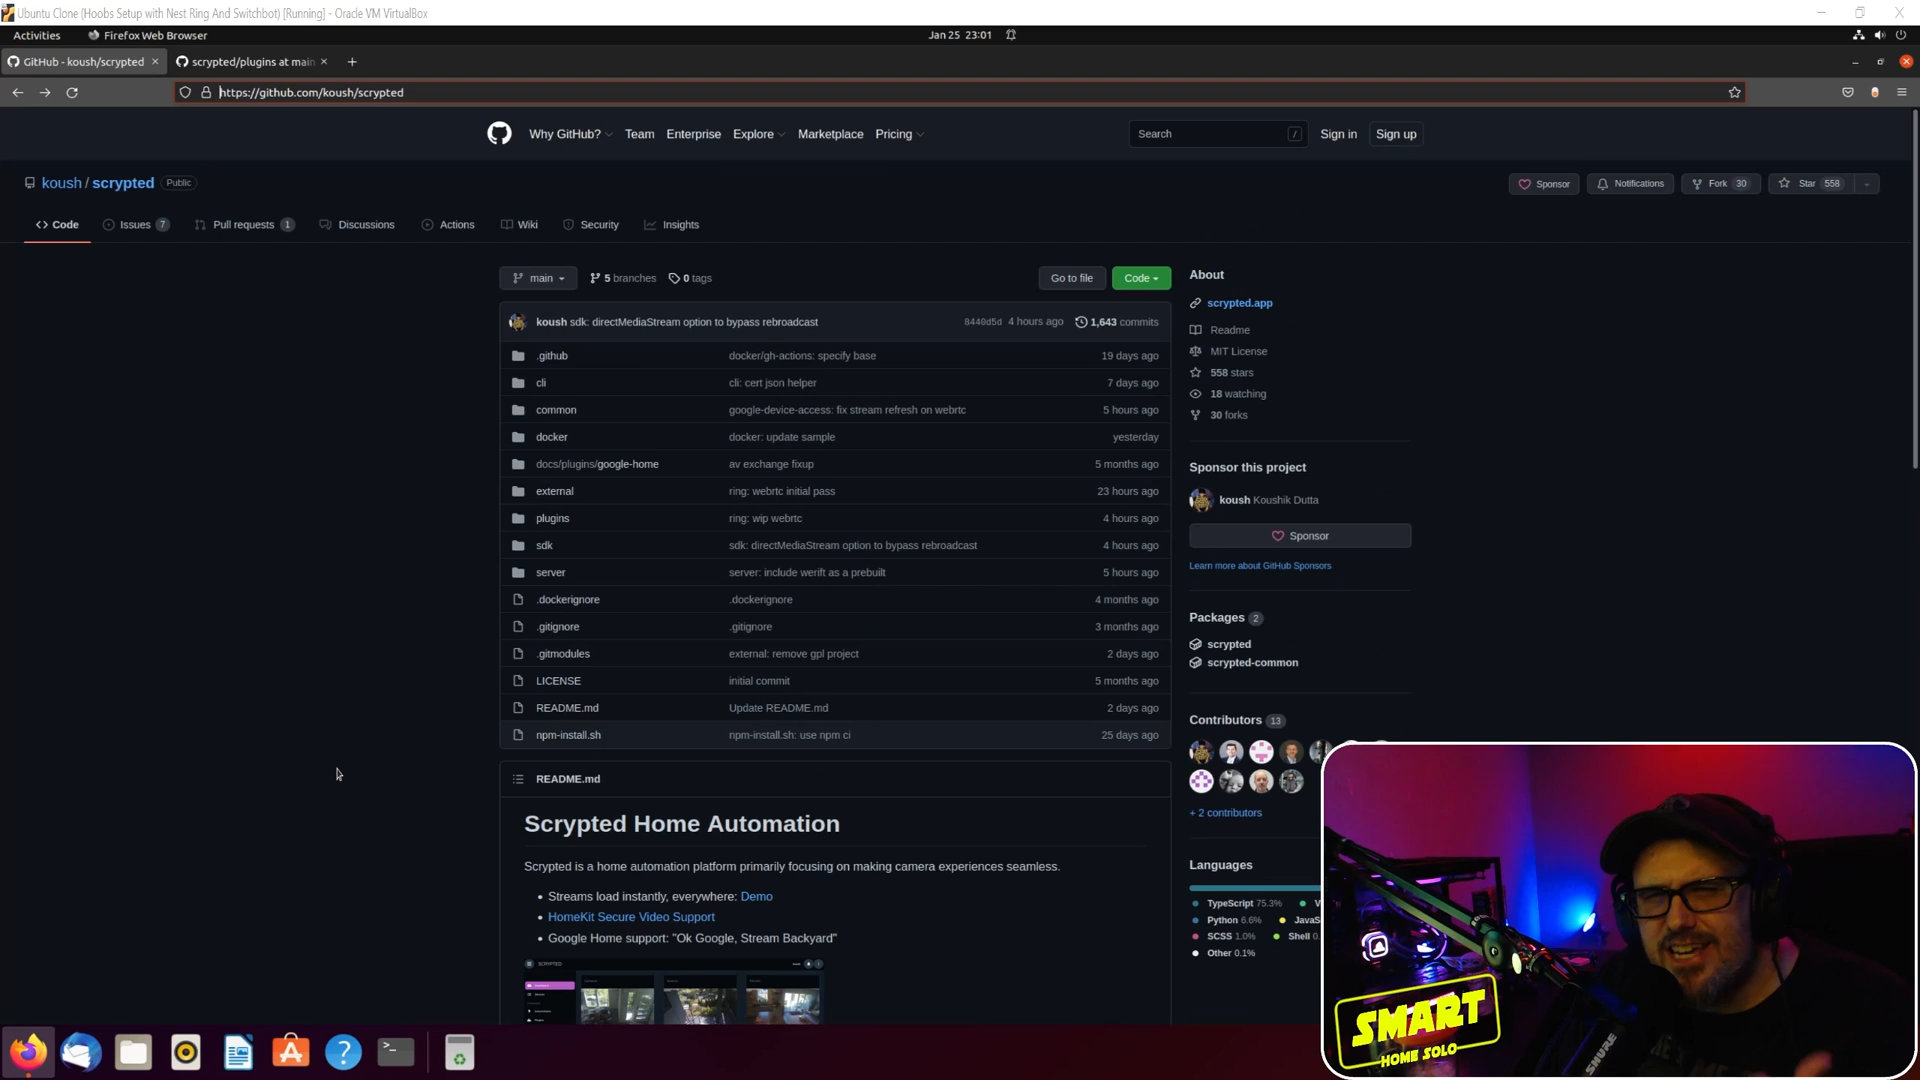 Ubuntu Clone (Hoobs Setup with Nest Ring And Switchbot) [Running] - Oracle VM VirtualBox
Activities Firefox Web Browser Jan 25 23:01
GitHub - koush/scrypted scrypted/plugins at main
https://github.com/koush/scrypted
Why GitHub? Team Enterprise Explore Marketplace Pricing Search / Sign in Sign up
koush / scrypted Public Sponsor Notifications Fork 30 Star 558
<> Code Issues 7 Pull requests 1 Discussions Actions Wiki Security Insights
main 5 branches 0 tags Go to file Code
koush sdk: directMediaStream option to bypass rebroadcast 8440d5d 4 hours ago 1,643 commits
.github docker/gh-actions: specify base 19 days ago
cli cli: cert json helper 7 days ago
common google-device-access: fix stream refresh on webrtc 5 hours ago
docker docker: update sample yesterday
docs/plugins/google-home av exchange fixup 5 months ago
external ring: webrtc initial pass 23 hours ago
plugins ring: wip webrtc 4 hours ago
sdk sdk: directMediaStream option to bypass rebroadcast 4 hours ago
server server: include werift as a prebuilt 5 hours ago
.dockerignore .dockerignore 4 months ago
.gitignore .gitignore 3 months ago
.gitmodules external: remove gpl project 2 days ago
LICENSE initial commit 5 months ago
README.md Update README.md 2 days ago
npm-install.sh npm-install.sh: use npm ci 25 days ago
README.md
Scrypted Home Automation
Scrypted is a home automation platform primarily focusing on making camera experiences seamless.
• Streams load instantly, everywhere: Demo
• HomeKit Secure Video Support
• Google Home support: "Ok Google, Stream Backyard"
SCRYPTED
About
scrypted.app
Readme
MIT License
558 stars
18 watching
30 forks
Sponsor this project
koush Koushik Dutta
Sponsor
Learn more about GitHub Sponsors
Packages 2
scrypted
scrypted-common
Contributors 13
+ 2 contributors
Languages
TypeScript 75.3%
Python 6.6% JavaS
SCSS 1.0% Shell 0.
Other 0.1%
SMART
HOME SOLO
SHURE